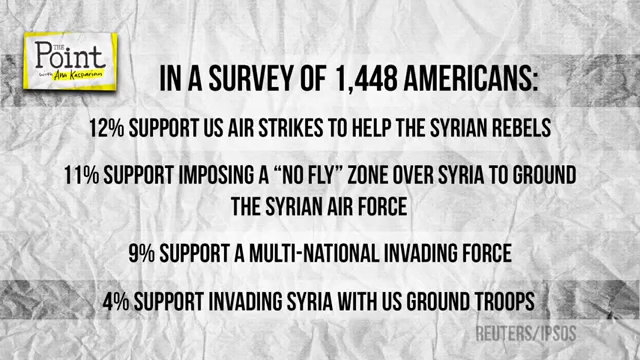 THE
Point
with Ana Kasparian
IN A SURVEY OF 1,448 AMERICANS:
12% SUPPORT US AIR STRIKES TO HELP THE SYRIAN REBELS
11% SUPPORT IMPOSING A “NO FLY” ZONE OVER SYRIA TO GROUND
THE SYRIAN AIR FORCE
9% SUPPORT A MULTI-NATIONAL INVADING FORCE
4% SUPPORT INVADING SYRIA WITH US GROUND TROOPS
REUTERS/IPSOS